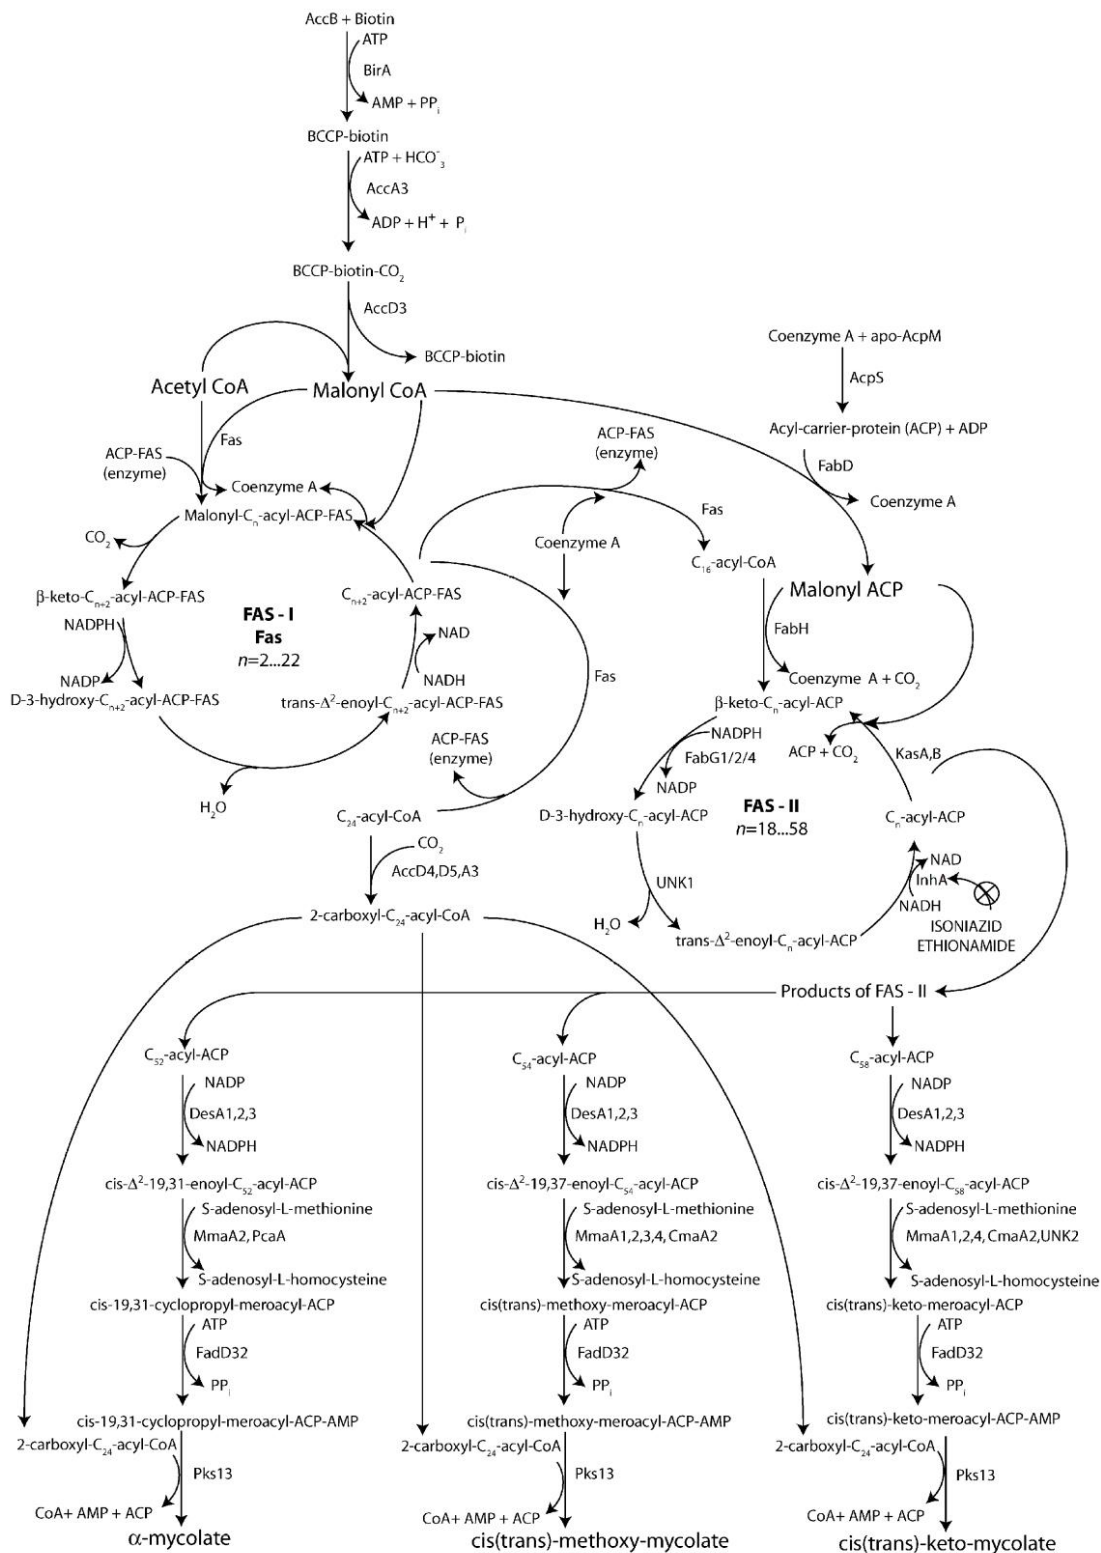 AccB + Biotin
ATP
BirA
AMP + PPi
BCCP-biotin
ATP + HCO⁻₃
AccA3
ADP + H⁺ + Pi
BCCP-biotin-CO₂
AccD3
BCCP-biotin
Coenzyme A + apo-AcpM
AcpS
Acyl-carrier-protein (ACP) + ADP
FabD
Coenzyme A
Acetyl CoA
Malonyl CoA
Fas
ACP-FAS
(enzyme)
Coenzyme A
Malonyl-Cₙ-acyl-ACP-FAS
CO₂
β-keto-Cₙ₊₂-acyl-ACP-FAS
NADPH
NADP
D-3-hydroxy-Cₙ₊₂-acyl-ACP-FAS
H₂O
FAS - I
Fas
n=2...22
Cₙ₊₂-acyl-ACP-FAS
NAD
NADH
trans-Δ²-enoyl-Cₙ₊₂-acyl-ACP-FAS
ACP-FAS
(enzyme)
Fas
Coenzyme A
C₁₆-acyl-CoA
Fas
ACP-FAS
(enzyme)
C₂₄-acyl-CoA
CO₂
AccD4,D5,A3
2-carboxyl-C₂₄-acyl-CoA
Malonyl ACP
FabH
Coenzyme A + CO₂
β-keto-Cₙ-acyl-ACP
NADPH
FabG1/2/4
NADP
ACP + CO₂
KasA,B
D-3-hydroxy-Cₙ-acyl-ACP
FAS - II
n=18...58
Cₙ-acyl-ACP
UNK1
H₂O
trans-Δ²-enoyl-Cₙ-acyl-ACP
NAD
InhA
NADH
ISONIAZID
ETHIONAMIDE
Products of FAS - II
C₅₂-acyl-ACP
NADP
DesA1,2,3
NADPH
cis-Δ²-19,31-enoyl-C₅₂-acyl-ACP
S-adenosyl-L-methionine
MmaA2, PcaA
S-adenosyl-L-homocysteine
cis-19,31-cyclopropyl-meroacyl-ACP
ATP
FadD32
PPi
cis-19,31-cyclopropyl-meroacyl-ACP-AMP
2-carboxyl-C₂₄-acyl-CoA
Pks13
CoA+ AMP + ACP
α-mycolate
C₅₄-acyl-ACP
NADP
DesA1,2,3
NADPH
cis-Δ²-19,37-enoyl-C₅₄-acyl-ACP
S-adenosyl-L-methionine
MmaA1,2,3,4, CmaA2
S-adenosyl-L-homocysteine
cis(trans)-methoxy-meroacyl-ACP
ATP
FadD32
PPi
cis(trans)-methoxy-meroacyl-ACP-AMP
2-carboxyl-C₂₄-acyl-CoA
Pks13
CoA+ AMP + ACP
cis(trans)-methoxy-mycolate
C₅₈-acyl-ACP
NADP
DesA1,2,3
NADPH
cis-Δ²-19,37-enoyl-C₅₈-acyl-ACP
S-adenosyl-L-methionine
MmaA1,2,4, CmaA2,UNK2
S-adenosyl-L-homocysteine
cis(trans)-keto-meroacyl-ACP
ATP
FadD32
PPi
cis(trans)-keto-meroacyl-ACP-AMP
2-carboxyl-C₂₄-acyl-CoA
Pks13
CoA+ AMP + ACP
cis(trans)-keto-mycolate